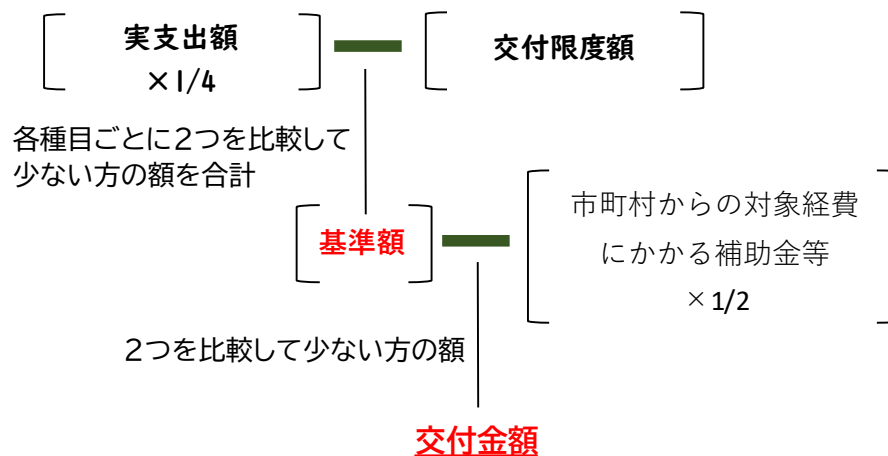 実支出額
×1/4
交付限度額
各種目ごとに２つを比較して
少ない方の額を合計
基準額
市町村からの対象経費
にかかる補助金等
×1/2
２つを比較して少ない方の額
交付金額